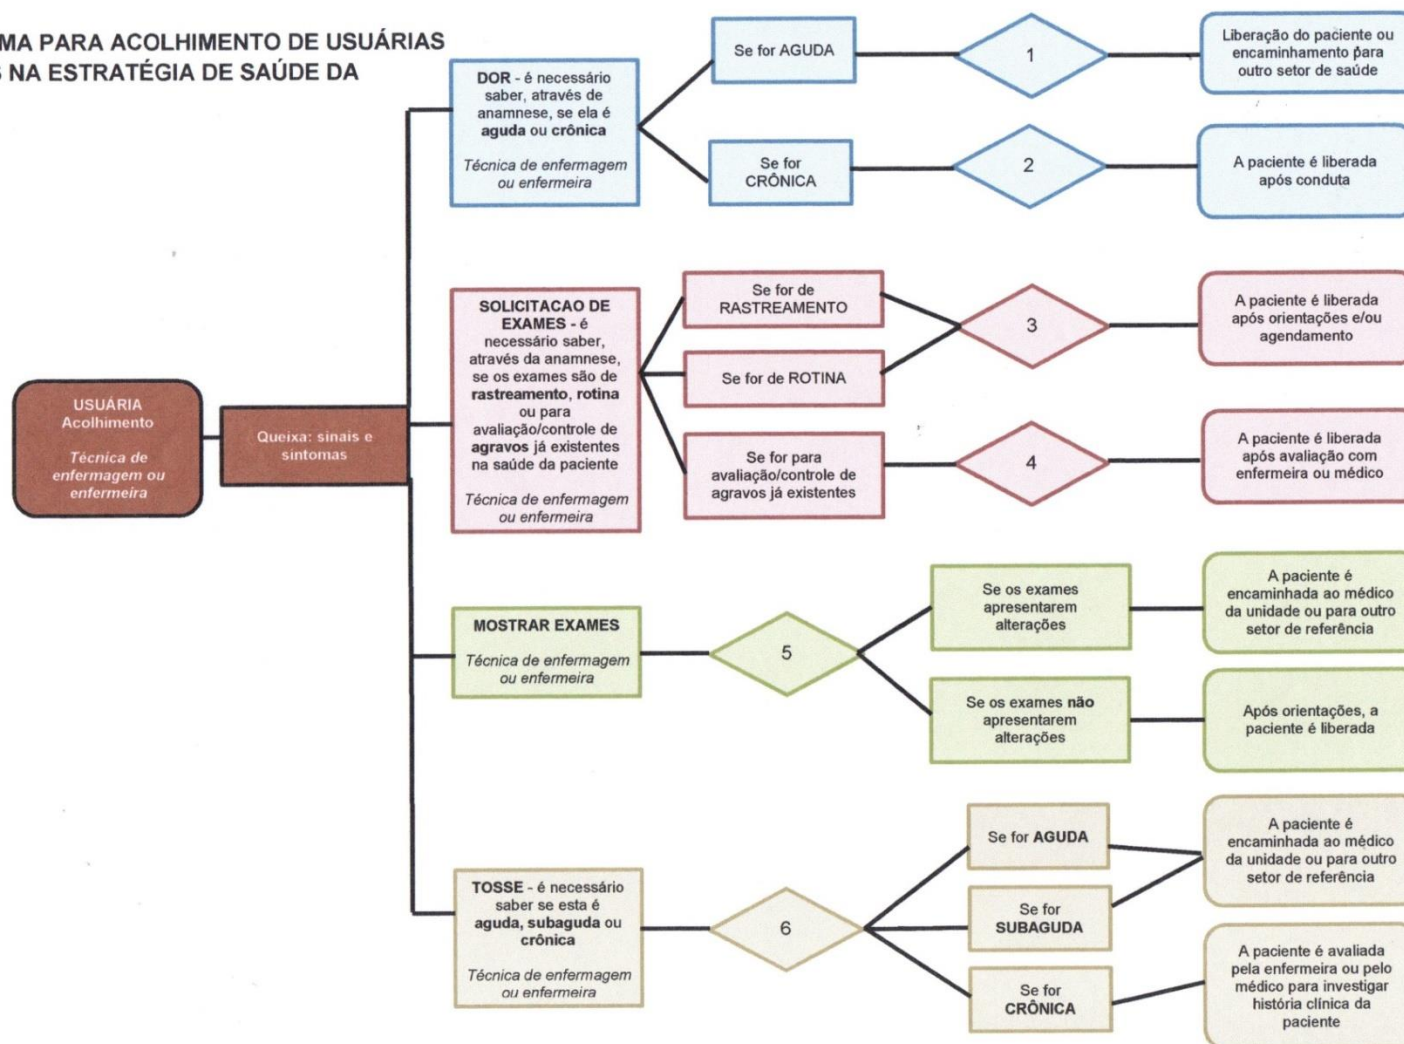 MA PARA ACOLHIMENTO DE USUÁRIAS
NA ESTRATÉGIA DE SAÚDE DA
USUÁRIA
Acolhimento
Técnica de
enfermagem ou
enfermeira
Queixa: sinais e
sintomas
DOR - é necessário
saber, através de
anamnese, se ela é
aguda ou crônica
Técnica de enfermagem
ou enfermeira
Se for AGUDA
1
Liberação do paciente ou
encaminhamento para
outro setor de saúde
Se for
CRÔNICA
2
A paciente é liberada
após conduta
SOLICITACAO DE
EXAMES - é
necessário saber,
através da anamnese,
se os exames são de
rastreamento, rotina
ou para
avaliação/controle de
agravos já existentes
na saúde da paciente
Técnica de enfermagem
ou enfermeira
Se for de
RASTREAMENTO
Se for de ROTINA
3
A paciente é liberada
após orientações e/ou
agendamento
Se for para
avaliação/controle de
agravos já existentes
4
A paciente é liberada
após avaliação com
enfermeira ou médico
MOSTRAR EXAMES
Técnica de enfermagem
ou enfermeira
5
Se os exames
apresentarem
alterações
A paciente é
encaminhada ao médico
da unidade ou para outro
setor de referência
Se os exames não
apresentarem
alterações
Após orientações, a
paciente é liberada
TOSSE - é necessário
saber se esta é
aguda, subaguda ou
crônica
Técnica de enfermagem
ou enfermeira
6
Se for AGUDA
Se for
SUBAGUDA
A paciente é
encaminhada ao médico
da unidade ou para outro
setor de referência
Se for
CRÔNICA
A paciente é avaliada
pela enfermeira ou pelo
médico para investigar
história clínica da
paciente